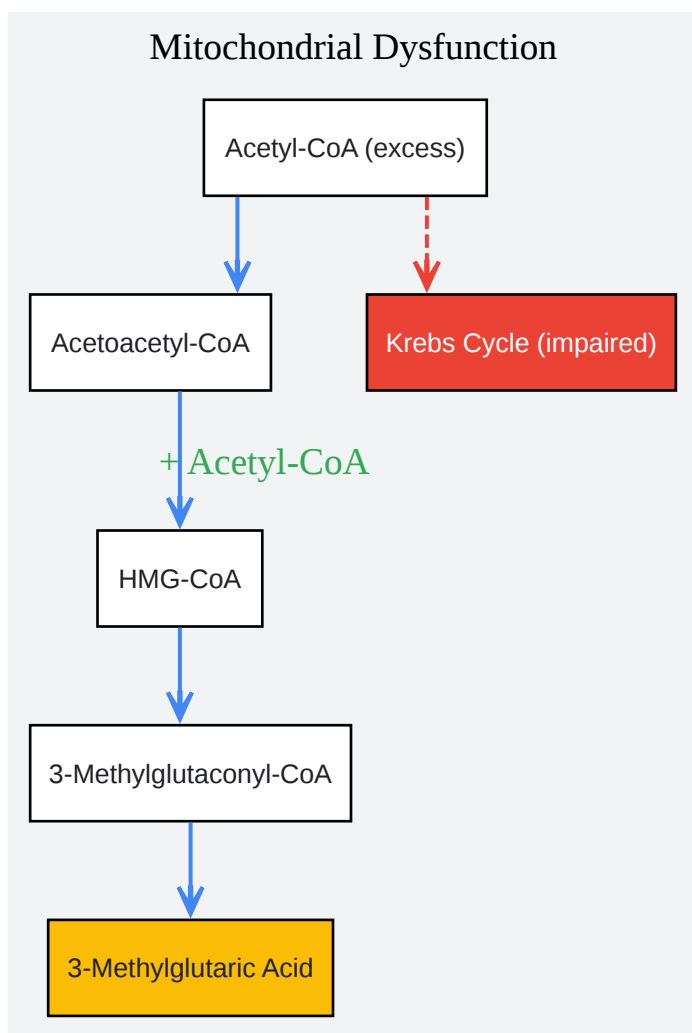 Mitochondrial Dysfunction
Acetyl-CoA (excess)
Acetoacetyl-CoA
Krebs Cycle (impaired)
+ Acetyl-CoA
HMG-CoA
3-Methylglutaconyl-CoA
3-Methylglutaric Acid